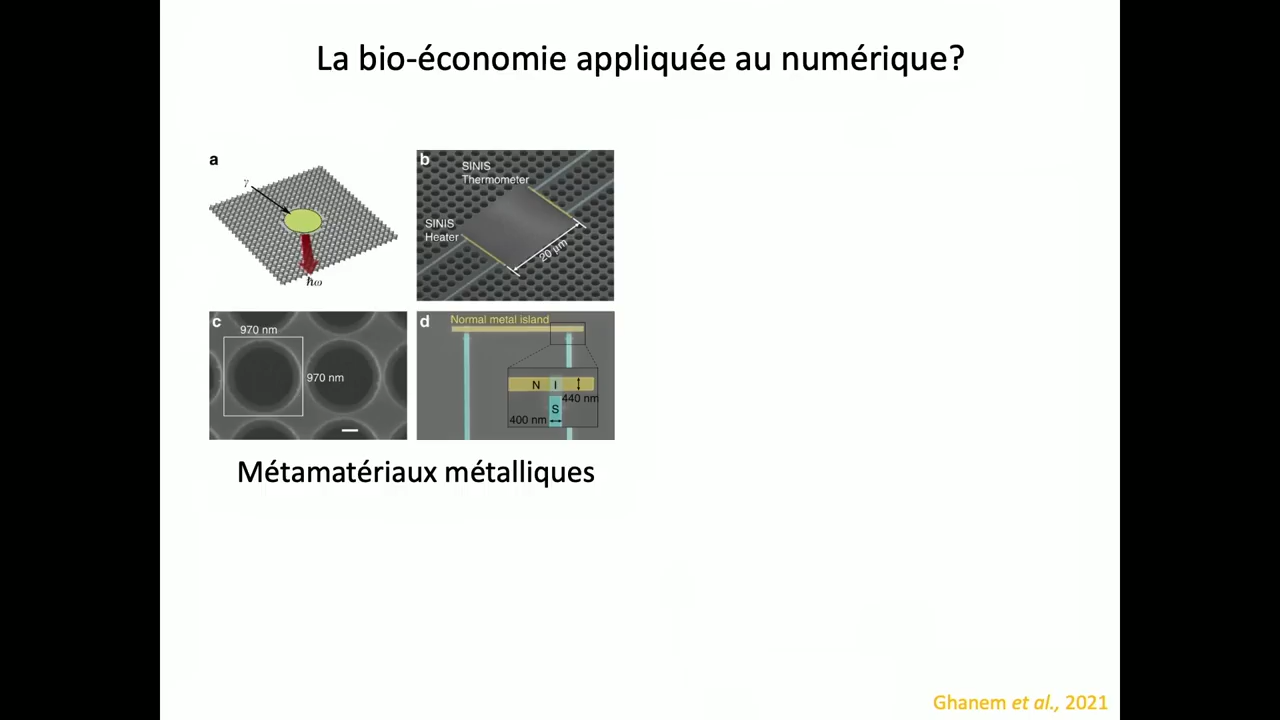 La bio-économie appliquée au numérique?
a
γ
ħω
b
SINIS
Thermometer
SINIS
Heater
20 μm
c
970 nm
970 nm
d
Normal metal island
N I
440 nm
S
400 nm
Métamatériaux métalliques
Ghanem et al., 2021